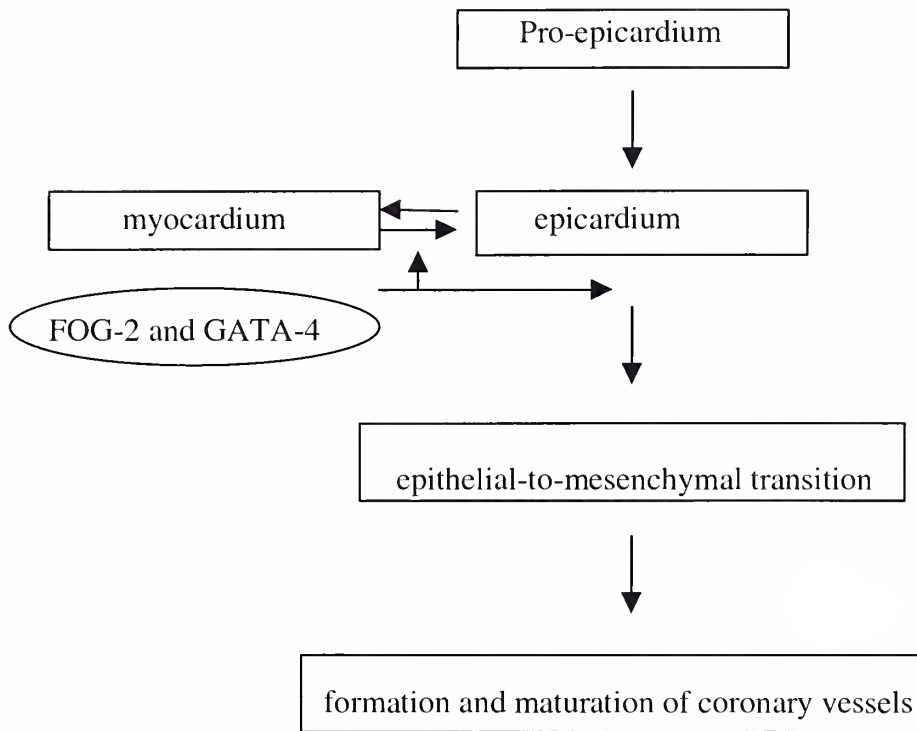 Pro-epicardium
myocardium
epicardium
FOG-2 and GATA-4
epithelial-to-mesenchymal transition
formation and maturation of coronary vessels